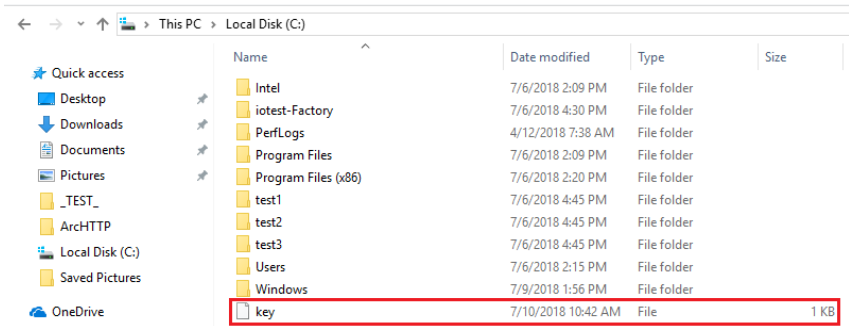 This PC > Local Disk (C:)
Name Date modified Type Size
Quick access
Desktop
Downloads
Documents
Pictures
_TEST_
ArcHTTP
Local Disk (C:)
Saved Pictures
OneDrive
Intel 7/6/2018 2:09 PM File folder
iotest-Factory 7/6/2018 4:30 PM File folder
PerfLogs 4/12/2018 7:38 AM File folder
Program Files 7/6/2018 2:09 PM File folder
Program Files (x86) 7/6/2018 2:20 PM File folder
test1 7/6/2018 4:45 PM File folder
test2 7/6/2018 4:45 PM File folder
test3 7/6/2018 4:45 PM File folder
Users 7/6/2018 2:15 PM File folder
Windows 7/9/2018 1:56 PM File folder
key 7/10/2018 10:42 AM File 1 KB